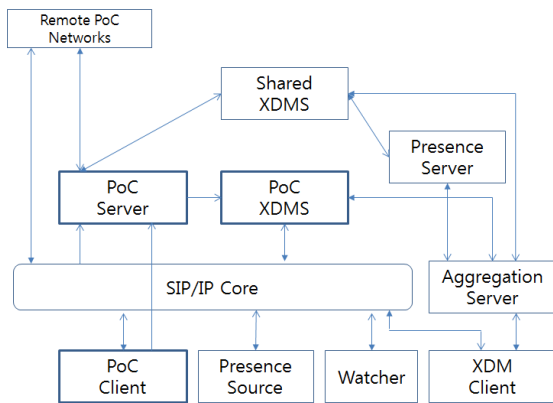 Remote PoC
Networks
Shared
XDMS
Presence
Server
PoC
Server
PoC
XDMS
SIP/IP Core
Aggregation
Server
PoC
Client
Presence
Source
Watcher
XDM
Client